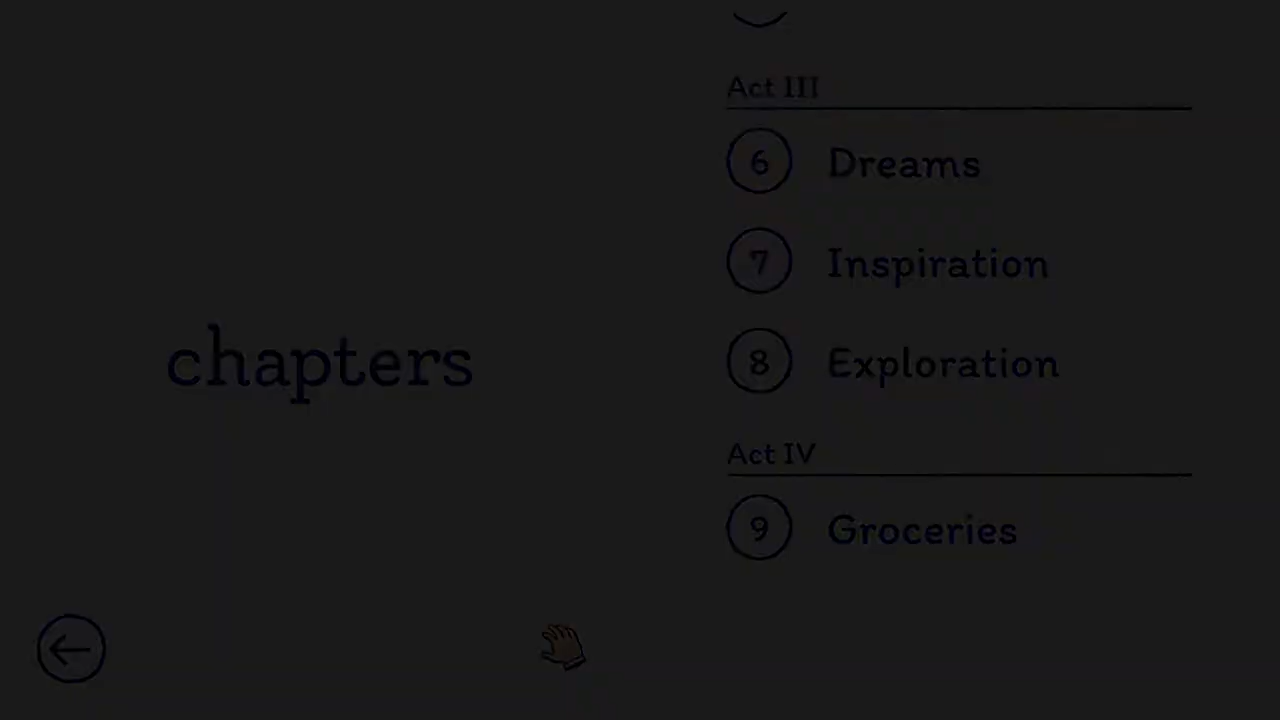 chapters
Act III
6 Dreams
7 Inspiration
8 Exploration
Act IV
9 Groceries